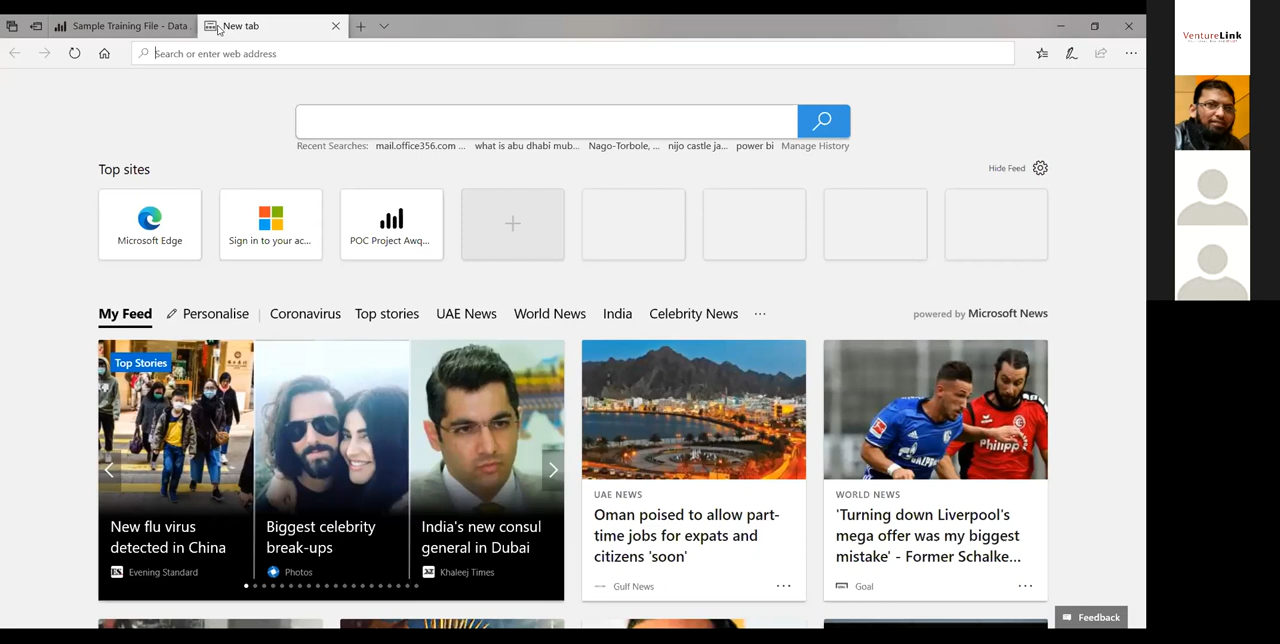 Sample Training File - Data
New tab
VentureLink
Search or enter web address
Recent Searches: mail.office356.com ... what is abu dhabi mub... Nago-Torbole, ... nijo castle ja... power bi Manage History
Top sites
Hide Feed
Microsoft Edge
Sign in to your ac...
POC Project Awq...
My Feed Personalise Coronavirus Top stories UAE News World News India Celebrity News ...
powered by Microsoft News
Top Stories
New flu virus
detected in China
ES Evening Standard
Biggest celebrity
break-ups
Photos
India's new consul
general in Dubai
Khaleej Times
UAE NEWS
Oman poised to allow part-
time jobs for expats and
citizens 'soon'
Gulf News
WORLD NEWS
'Turning down Liverpool's
mega offer was my biggest
mistake' - Former Schalke...
Goal
GAZPROM
PHILIPP
Feedback